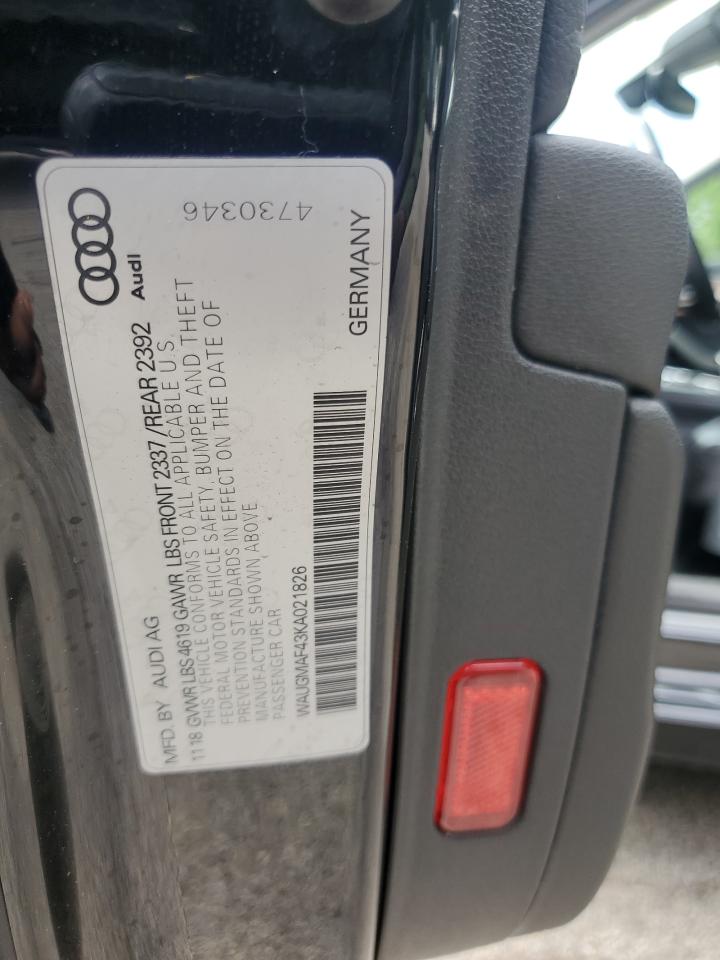 MFD. BY AUDI AG
Audi
4730346
11 18 GVWR LBS 4619 GAWR LBS FRONT 2337 / REAR 2392
THIS VEHICLE CONFORMS TO ALL APPLICABLE U.S.
FEDERAL MOTOR VEHICLE SAFETY, BUMPER AND THEFT
PREVENTION STANDARDS IN EFFECT ON THE DATE OF
MANUFACTURE SHOWN ABOVE
PASSENGER CAR
WAUGMAF43KA021826
GERMANY